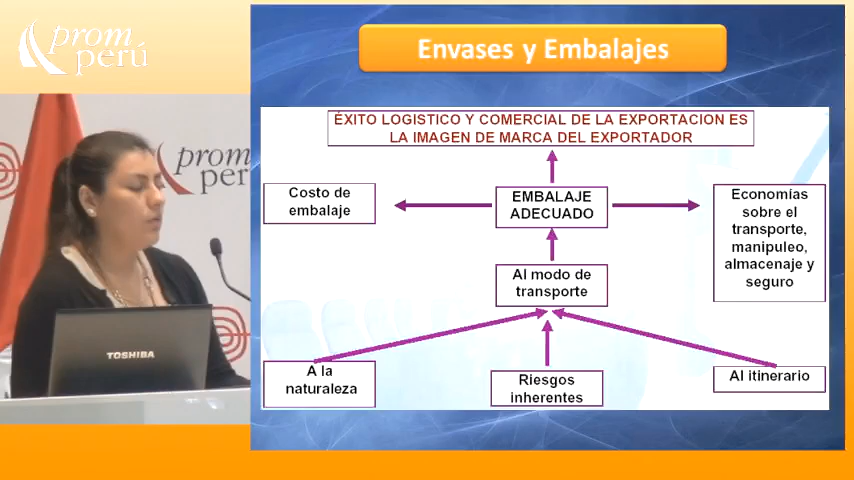 prom
perú
prom
perú
TOSHIBA
Envases y Embalajes
ÉXITO LOGISTICO Y COMERCIAL DE LA EXPORTACION ES
LA IMAGEN DE MARCA DEL EXPORTADOR
Costo de
embalaje
EMBALAJE
ADECUADO
Economías
sobre el
transporte,
manipuleo,
almacenaje y
seguro
Al modo de
transporte
A la
naturaleza
Riesgos
inherentes
Al itinerario